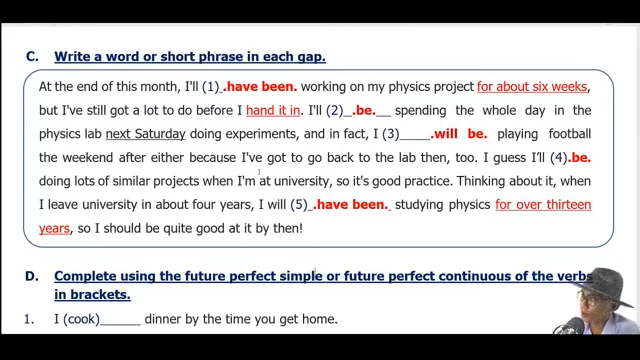 C. Write a word or short phrase in each gap.
At the end of this month, I'll (1)_.have been. working on my physics project for about six weeks,
but I've still got a lot to do before I hand it in. I'll (2)__.be.__ spending the whole day in the
physics lab next Saturday doing experiments, and in fact, I (3)_____.will be. playing football
the weekend after either because I've got to go back to the lab then, too. I guess I'll (4).be.
doing lots of similar projects when I'm at university, so it's good practice. Thinking about it, when
I leave university in about four years, I will (5)_.have been._ studying physics for over thirteen
years, so I should be quite good at it by then!
D. Complete using the future perfect simple or future perfect continuous of the verbs
in brackets.
1. I (cook)______ dinner by the time you get home.